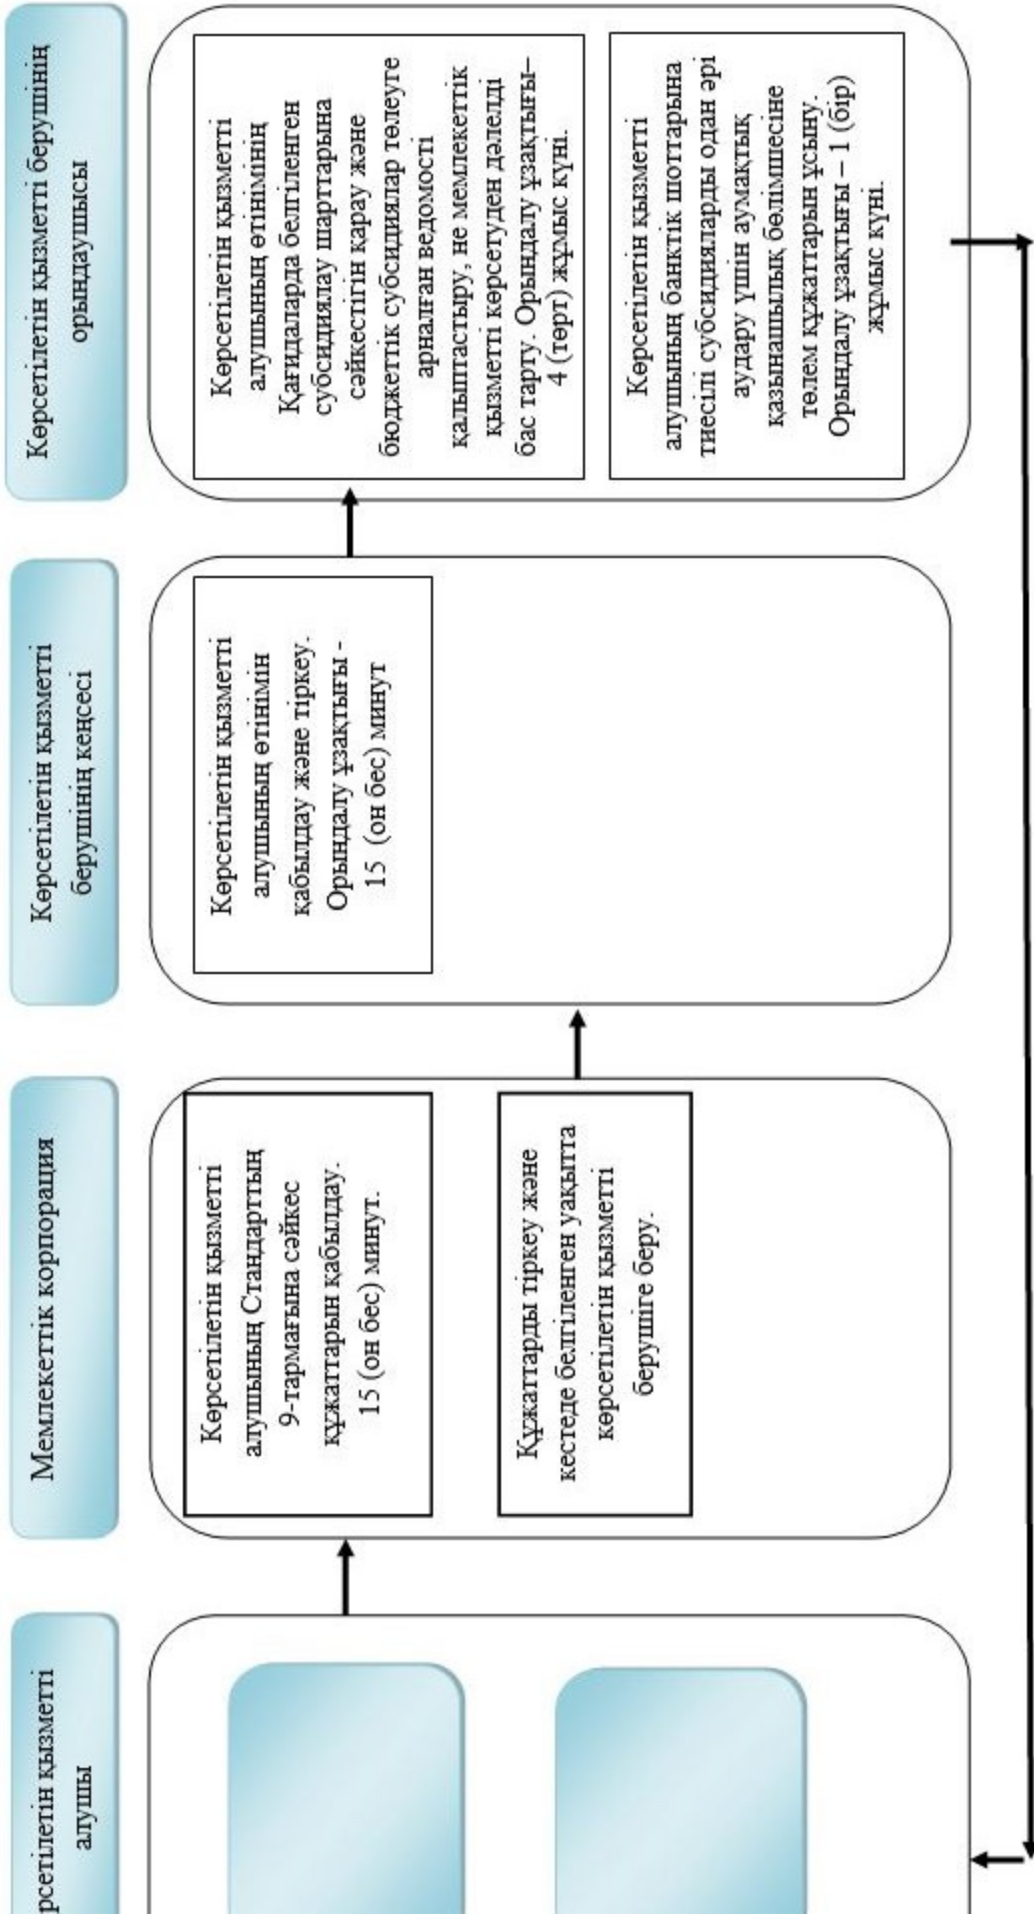 рсетілетін қызметті
алушы
Мемлекеттік корпорация
Көрсетілетін қызметті
берушінің кеңсесі
Көрсетілетін қызметті берушінің
орындаушысы
Көрсетілетін қызметті
алушының Стандарттың
9-тармағына сәйкес
құжаттарын қабылдау.
15 (он бес) минут.
Құжаттарды тіркеу және
кестеде белгіленген уақытта
көрсетілетін қызметті
берушіге беру.
Көрсетілетін қызметті
алушының өтінімін
қабылдау және тіркеу.
Орындалу ұзақтығы -
15 (он бес) минут
Көрсетілетін қызметті
алушының өтінімінің
Қағидаларда белгіленген
субсидиялау шарттарына
сәйкестігін қарау және
бюджеттік субсидиялар төлеуге
арналған ведомості
қалыптастыру, не мемлекеттік
қызметті көрсетуден дәлелді
бас тарту. Орындалу ұзақтығы–
4 (төрт) жұмыс күні.
Көрсетілетін қызметті
алушының банктік шоттарына
тиесілі субсидияларды одан әрі
аудару үшін аумақтық
қазынашылық бөлімшесіне
төлем құжаттарын ұсыну.
Орындалу ұзақтығы – 1 (бір)
жұмыс күні.